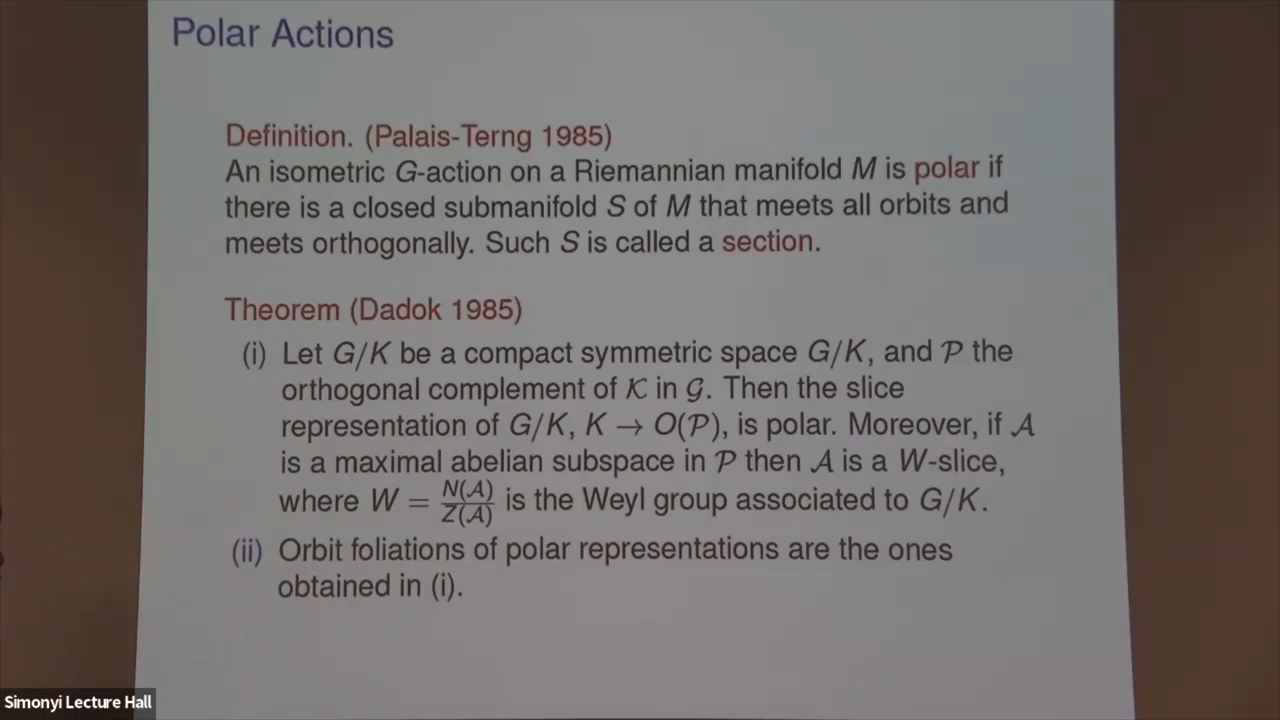 Polar Actions
Definition. (Palais-Terng 1985)
An isometric G-action on a Riemannian manifold M is polar if
there is a closed submanifold S of M that meets all orbits and
meets orthogonally. Such S is called a section.
Theorem (Dadok 1985)
(i) Let G/K be a compact symmetric space G/K, and 𝒫 the
orthogonal complement of 𝒦 in 𝒢. Then the slice
representation of G/K, K → O(𝒫), is polar. Moreover, if 𝒜
is a maximal abelian subspace in 𝒫 then 𝒜 is a W-slice,
where W = N(𝒜)/Z(𝒜) is the Weyl group associated to G/K.
(ii) Orbit foliations of polar representations are the ones
obtained in (i).
Simonyi Lecture Hall